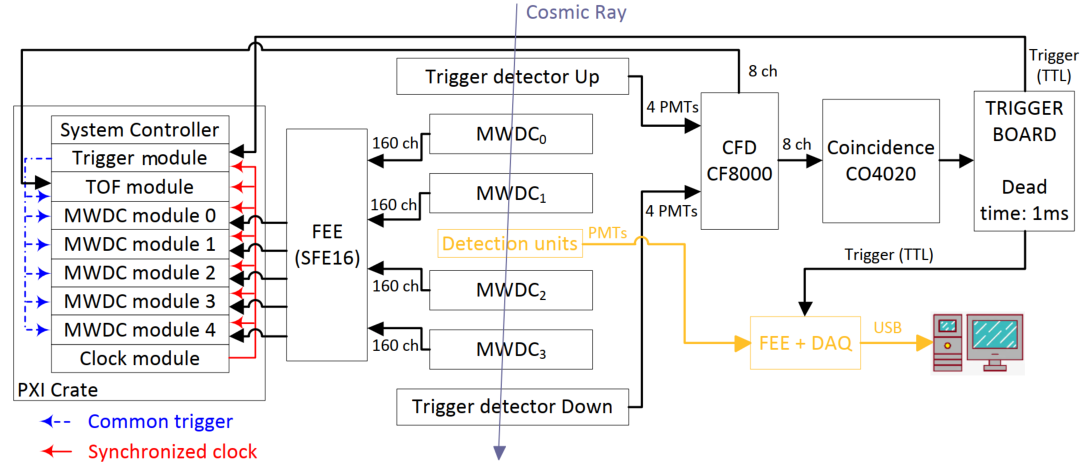 Cosmic Ray
Trigger detector Up
8 ch
Trigger
(TTL)
4 PMTs
System Controller
Trigger module
TOF module
MWDC module 0
MWDC module 1
MWDC module 2
MWDC module 3
MWDC module 4
Clock module
PXI Crate
FEE
(SFE16)
160 ch
MWDC₀
160 ch
MWDC₁
Detection units
PMTs
160 ch
MWDC₂
160 ch
MWDC₃
Trigger detector Down
4 PMTs
CFD
CF8000
8 ch
Coincidence
CO4020
TRIGGER
BOARD
Dead
time: 1ms
Trigger (TTL)
FEE + DAQ
USB
Common trigger
Synchronized clock